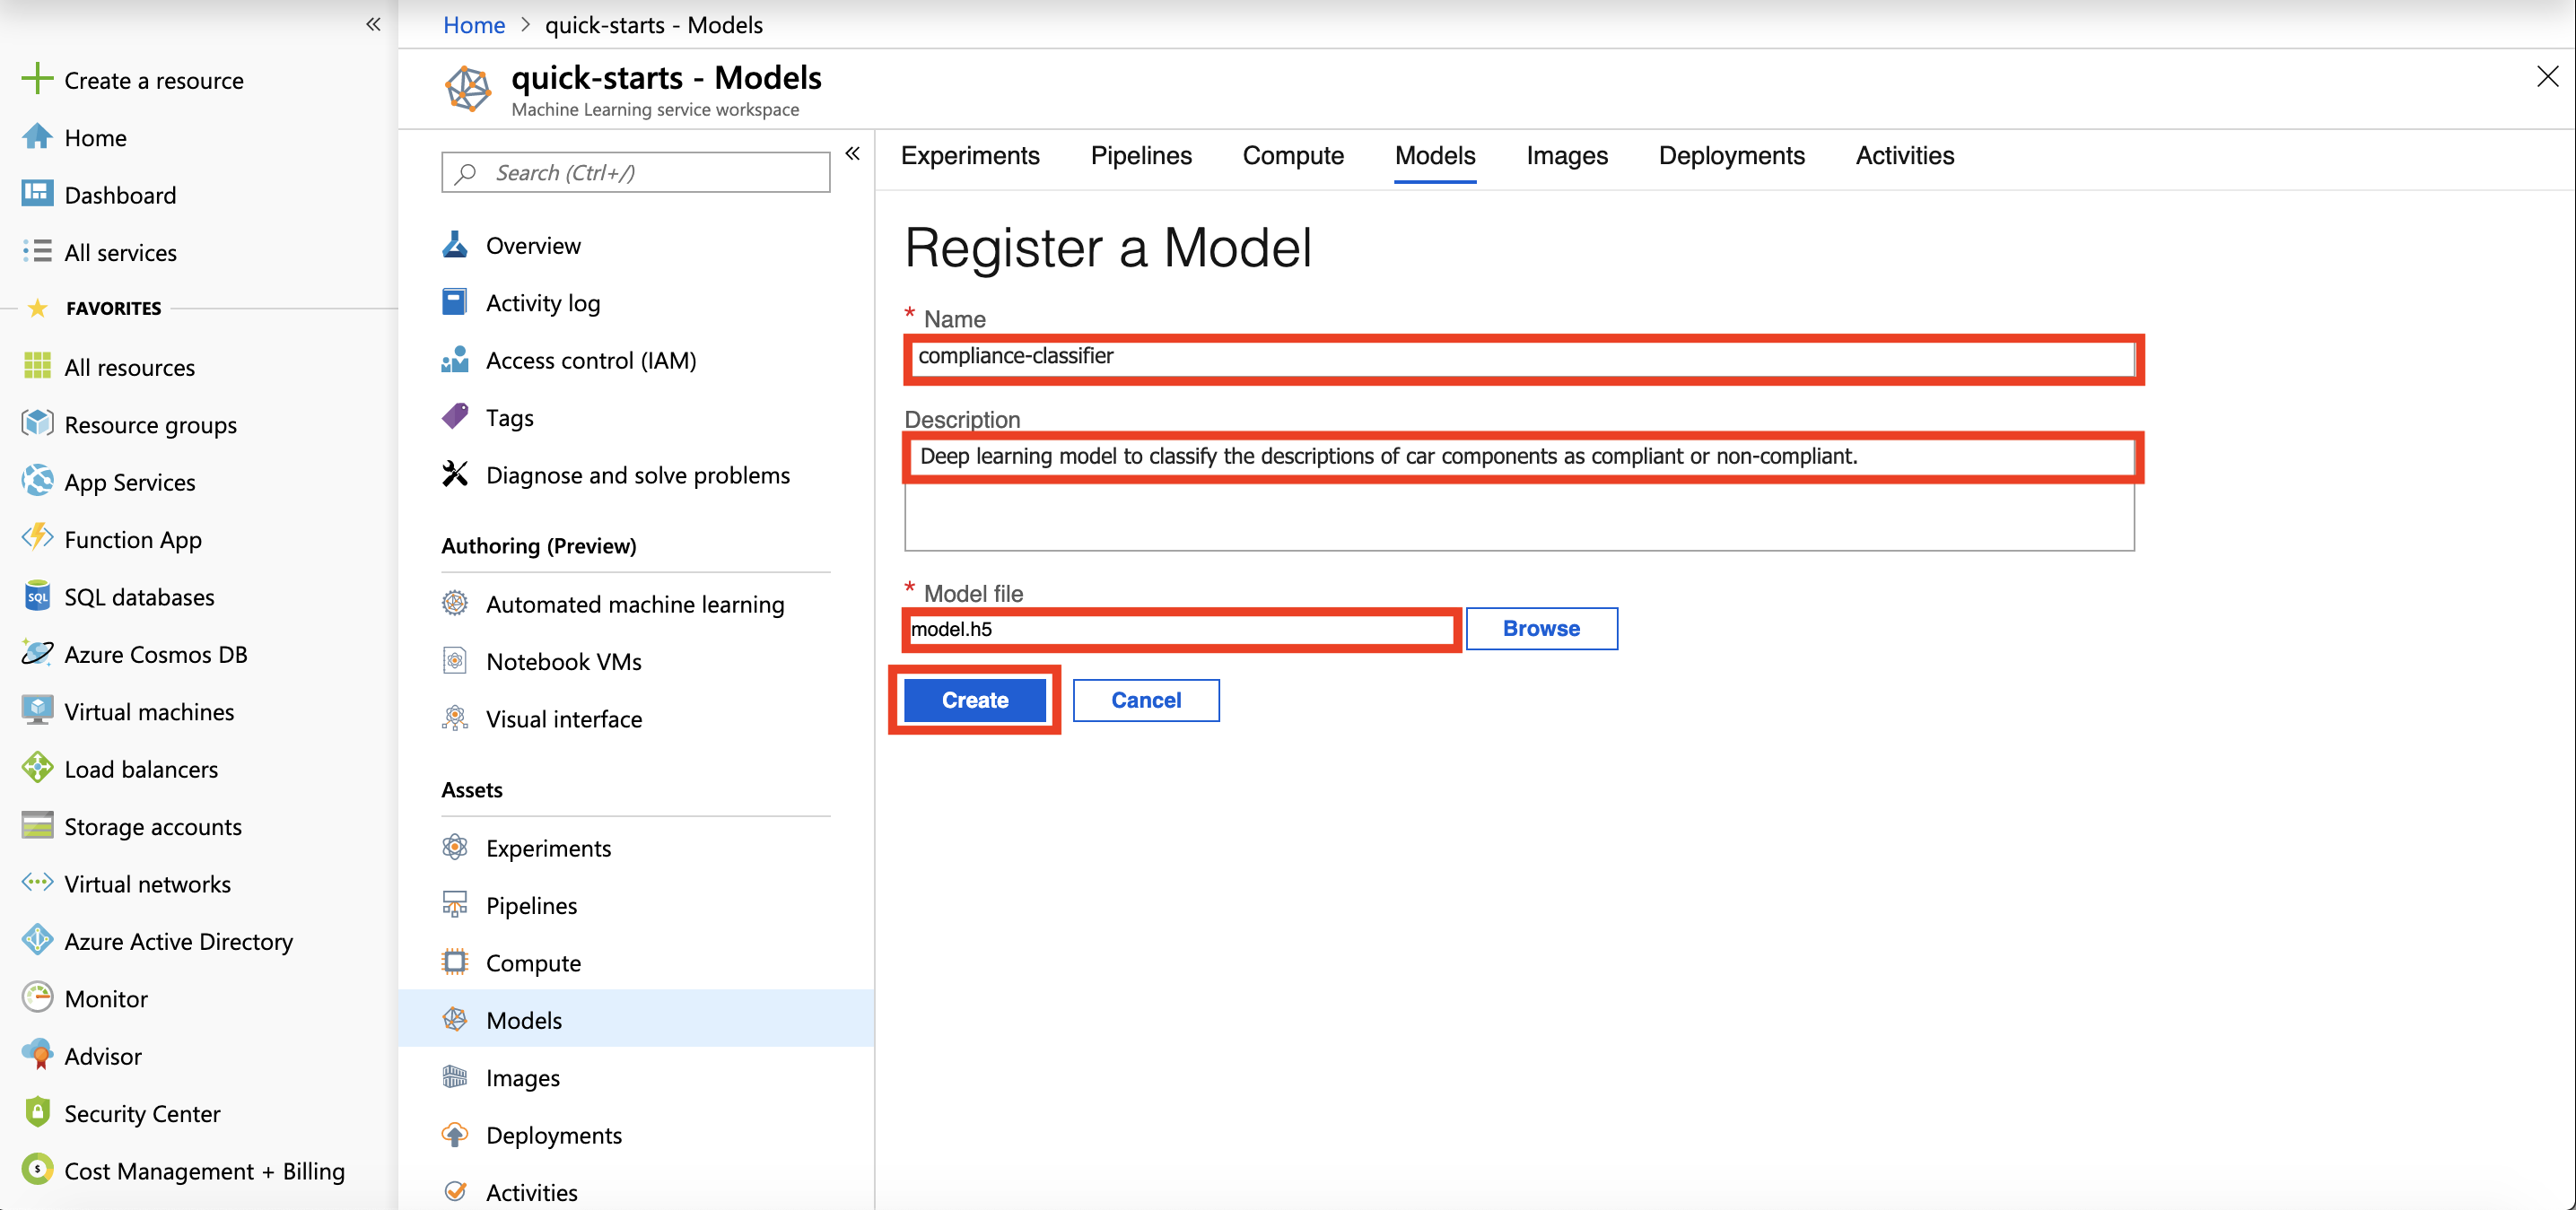 «
Create a resource
Home
Dashboard
All services
FAVORITES
All resources
Resource groups
App Services
Function App
SQL
SQL databases
Azure Cosmos DB
Virtual machines
Load balancers
Storage accounts
Virtual networks
Azure Active Directory
Monitor
Advisor
Security Center
$
Cost Management + Billing
Home > quick-starts - Models
quick-starts - Models
Machine Learning service workspace
Search (Ctrl+/)
«
Overview
Activity log
Access control (IAM)
Tags
Diagnose and solve problems
Authoring (Preview)
Automated machine learning
Notebook VMs
Visual interface
Assets
Experiments
Pipelines
Compute
Models
Images
Deployments
Activities
Experiments Pipelines Compute Models Images Deployments Activities
Register a Model
* Name
compliance-classifier
Description
Deep learning model to classify the descriptions of car components as compliant or non-compliant.
* Model file
model.h5
Browse
Create Cancel